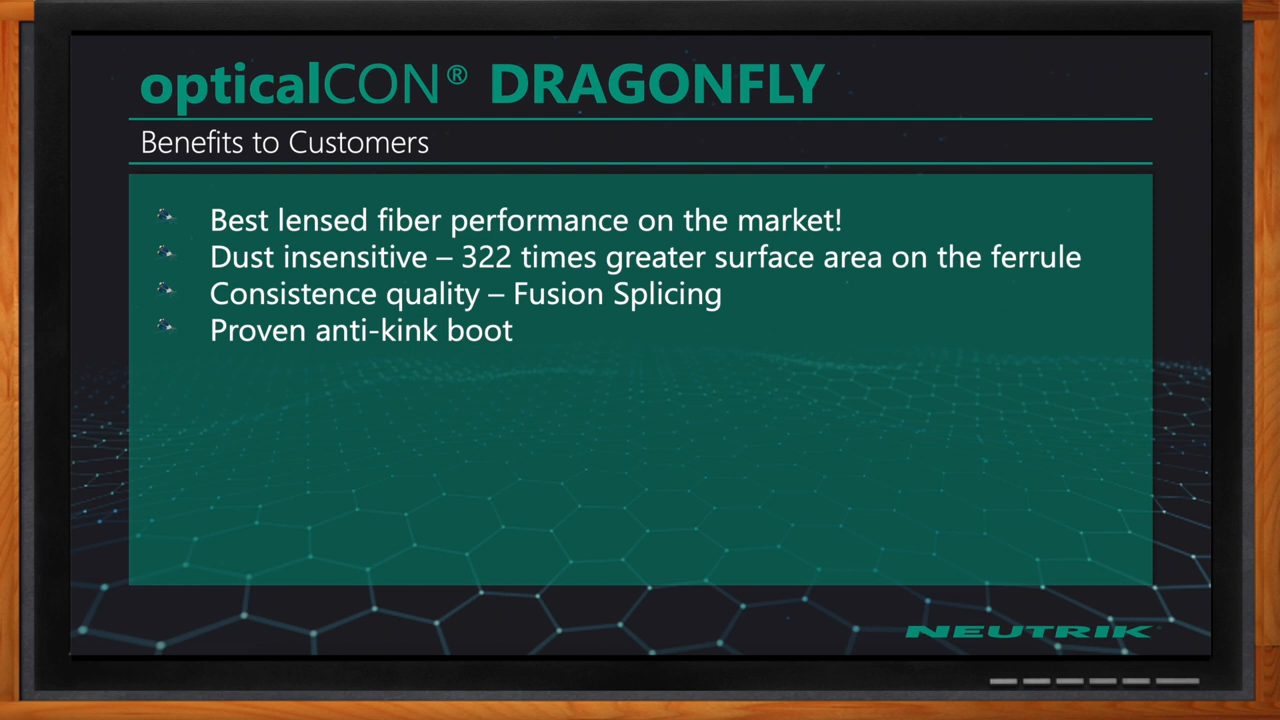 opticalCON® DRAGONFLY
Benefits to Customers
Best lensed fiber performance on the market!
Dust insensitive – 322 times greater surface area on the ferrule
Consistence quality – Fusion Splicing
Proven anti-kink boot
NEUTRIK